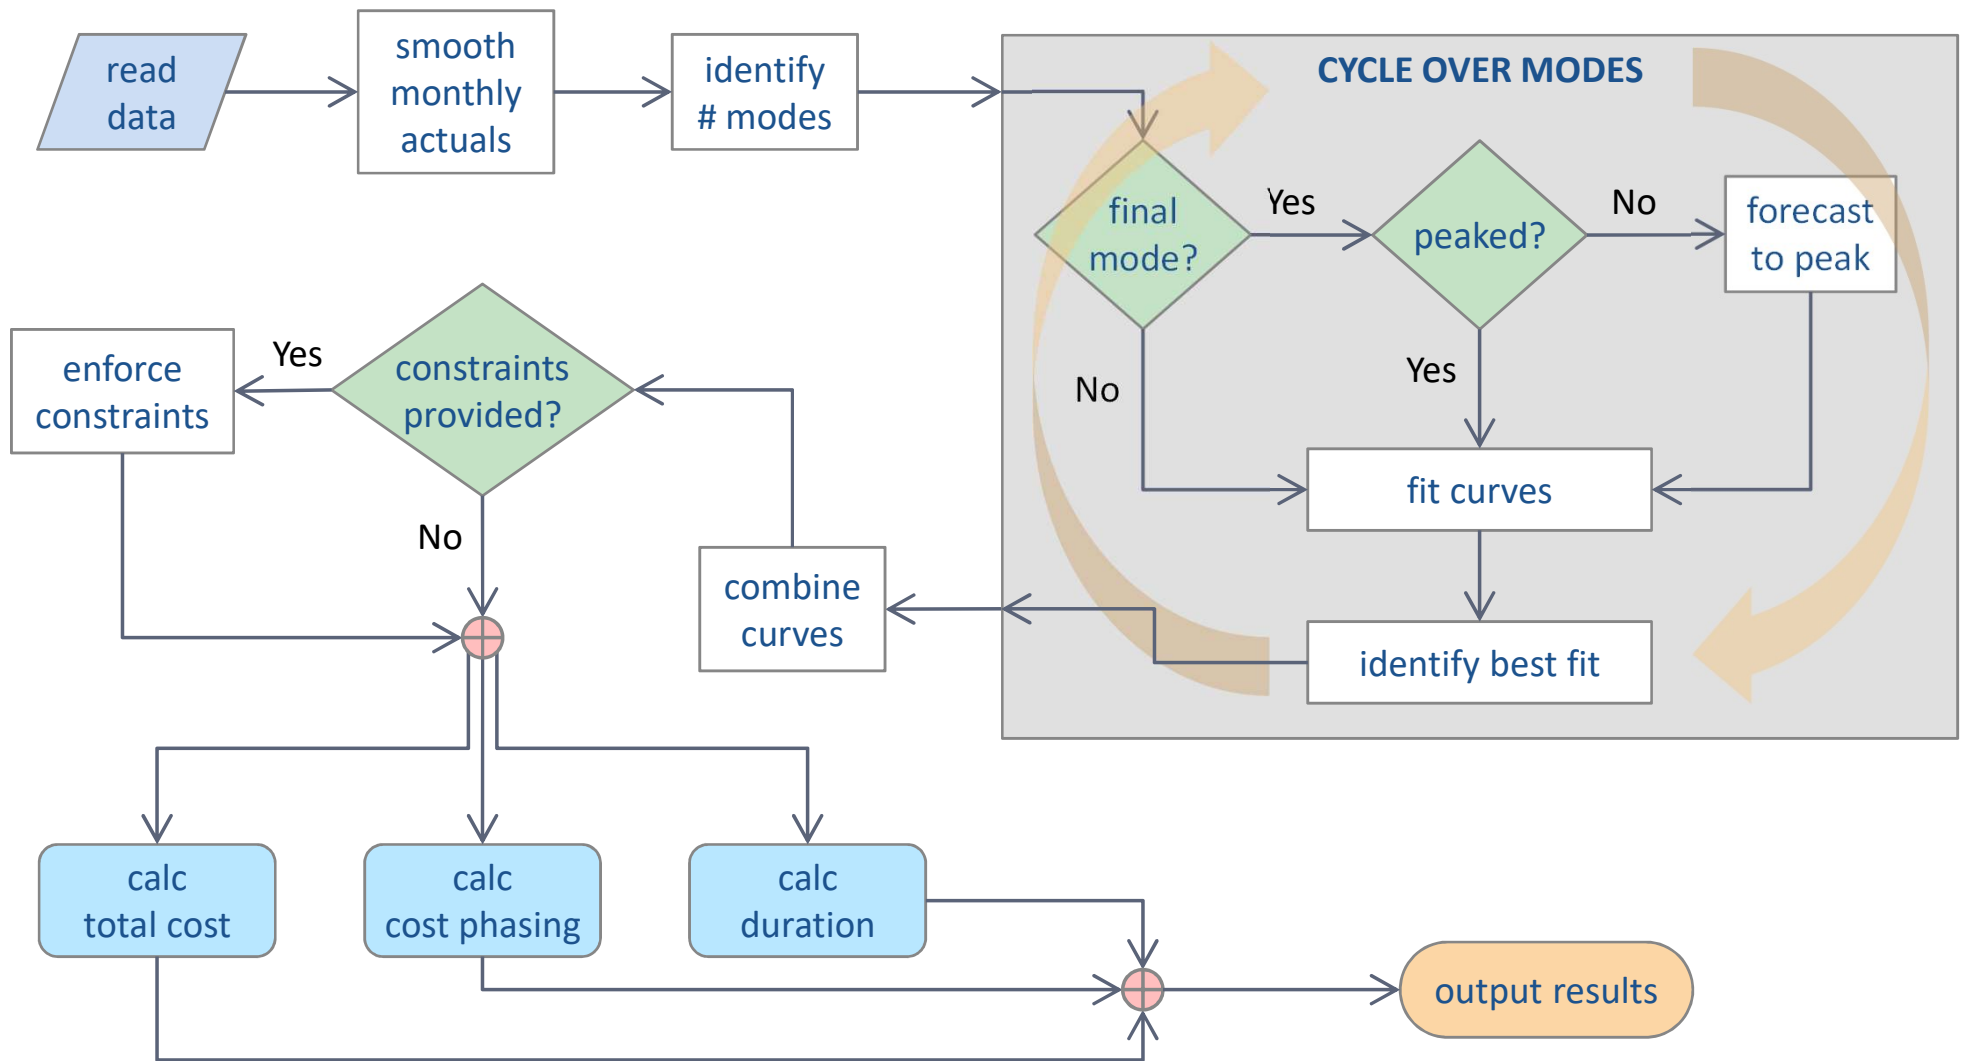 read
data
smooth
monthly
actuals
identify
# modes
CYCLE OVER MODES
final
mode?
Yes
peaked?
No
forecast
to peak
No
Yes
fit curves
identify best fit
combine
curves
constraints
provided?
Yes
enforce
constraints
No
calc
total cost
calc
cost phasing
calc
duration
output results